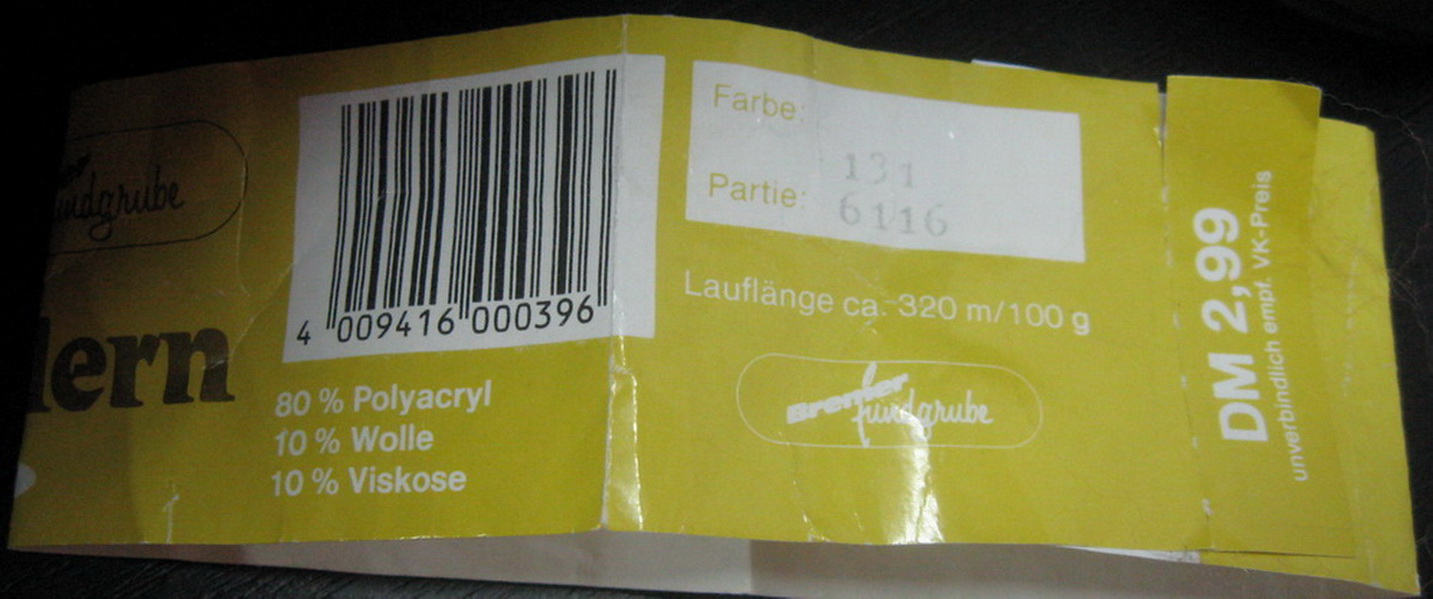 fundgrube
lern
4 009416 000396
80 % Polyacryl
10 % Wolle
10 % Viskose
Farbe:
131
Partie:
6116
Lauflänge ca. 320 m/100 g
Bremer
fundgrube
DM 2,99
unverbindlich empf. VK-Preis